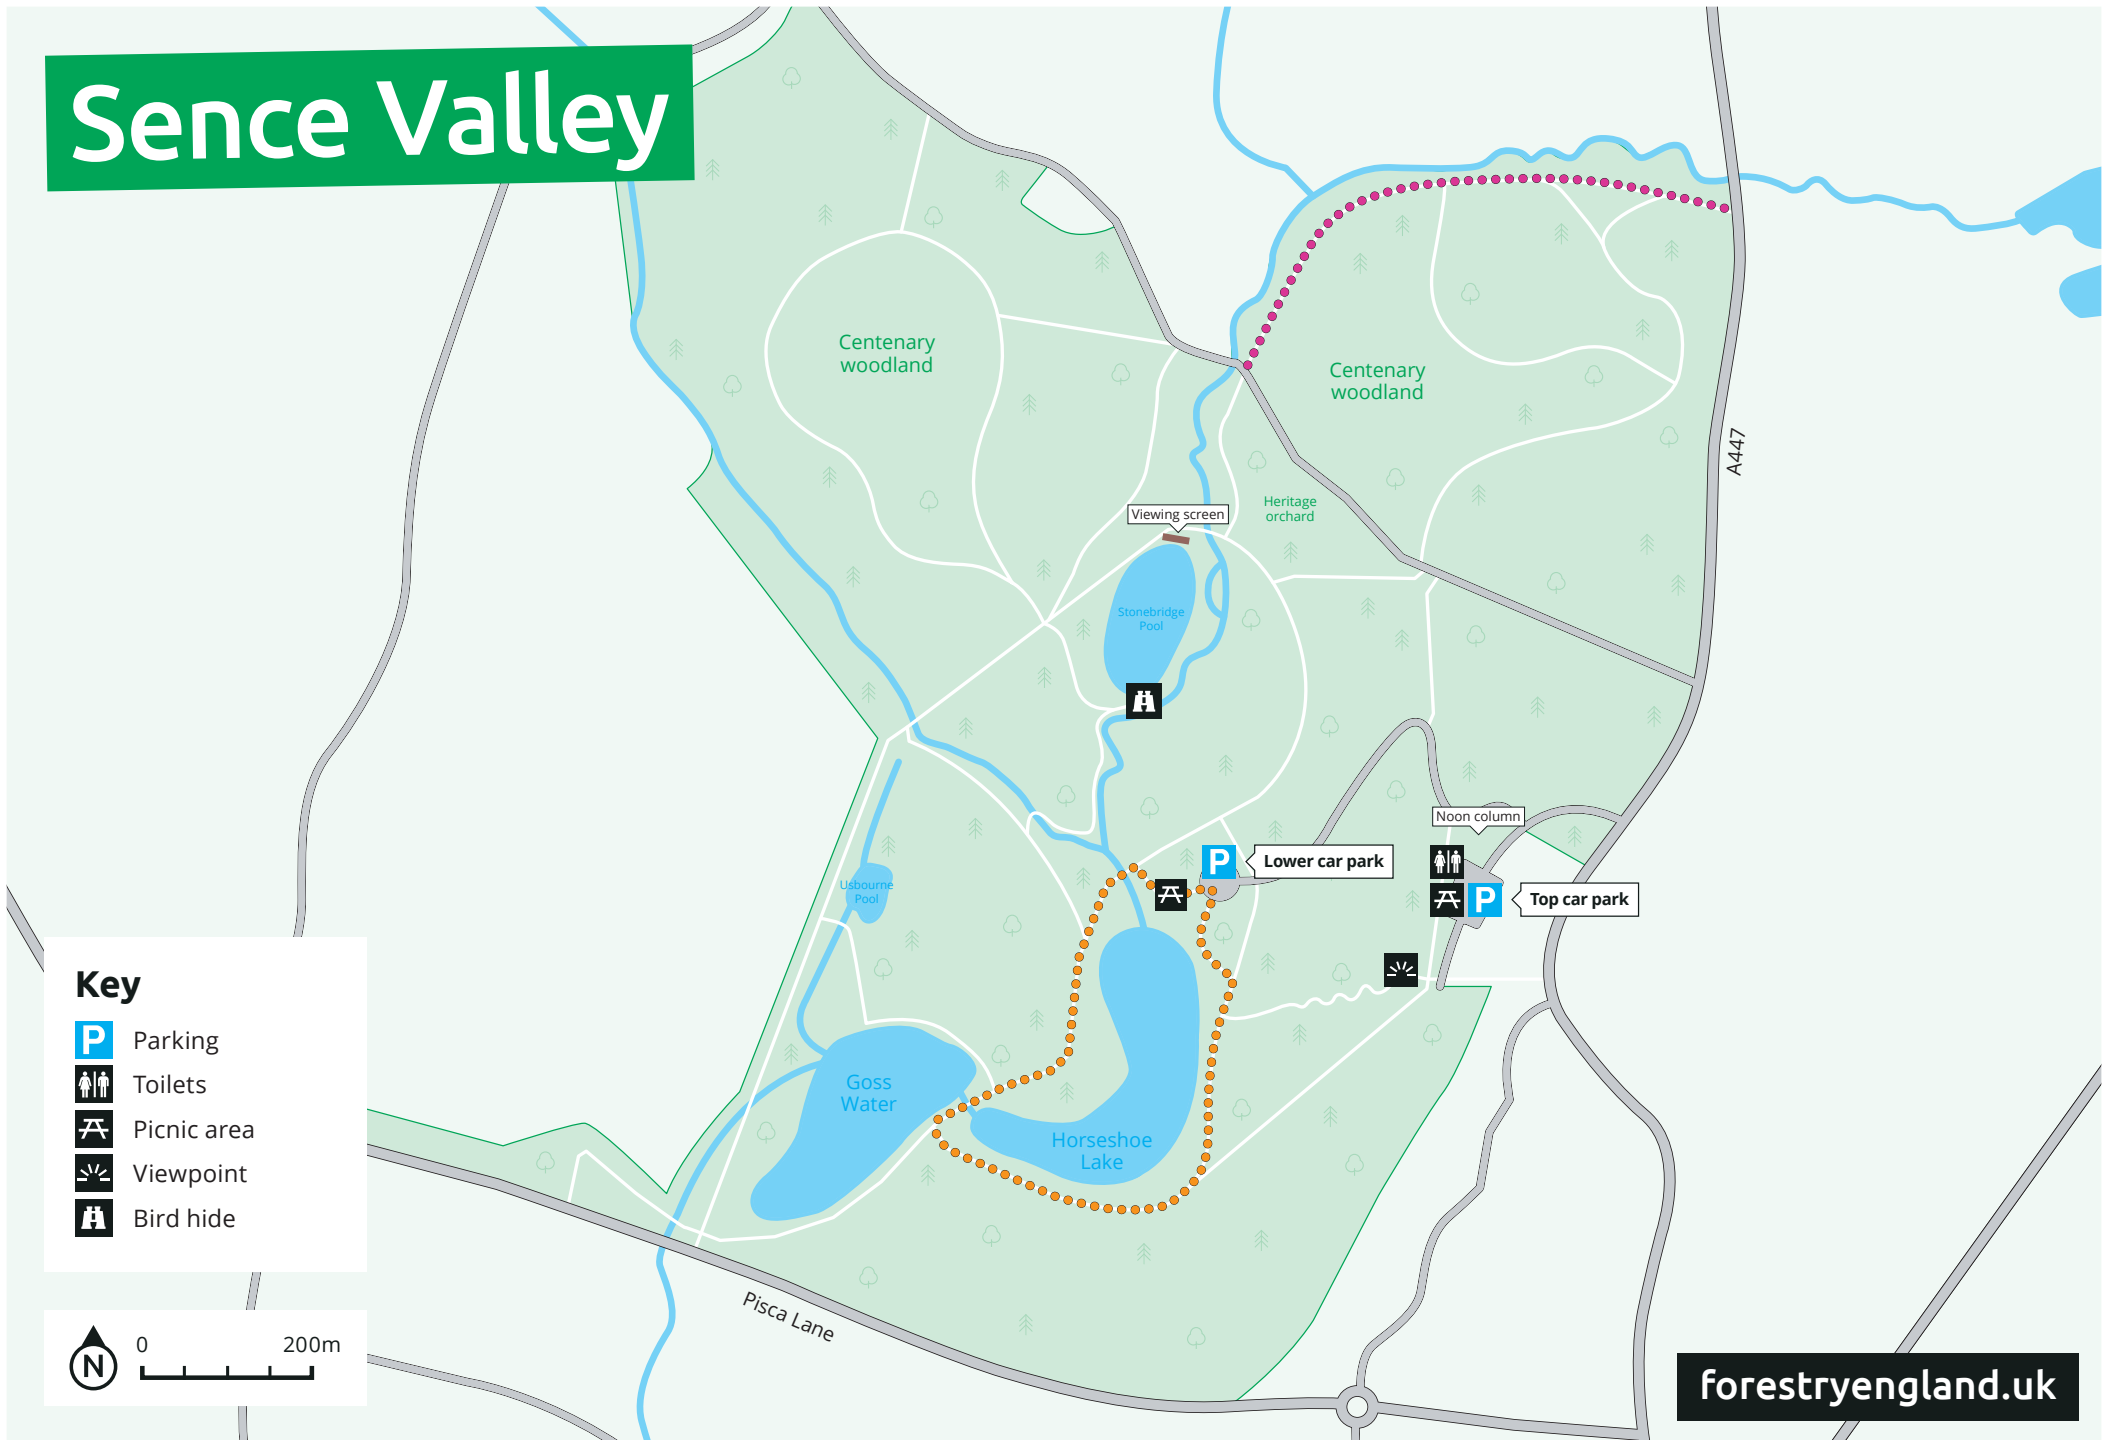 Sence Valley
Centenary
woodland
Centenary
woodland
A447
Heritage
orchard
Viewing screen
Stonebridge
Pool
Noon column
P
Lower car park
Usbourne
Pool
P
Top car park
Goss
Water
Horseshoe
Lake
Pisca Lane
Key
P Parking
Toilets
Picnic area
Viewpoint
Bird hide
N
0 200m
forestryengland.uk